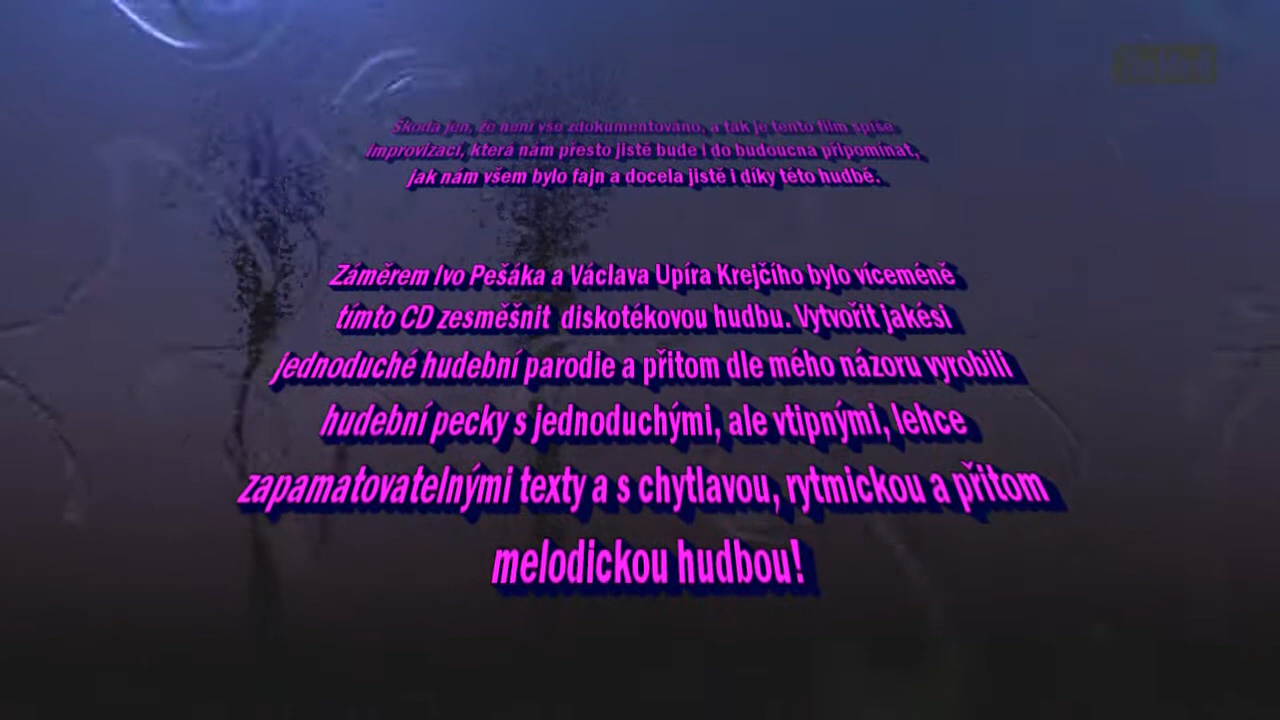 Škoda jen, že není vše zdokumentováno, a tak je tento film spíše
improvizací, která nám přesto jistě bude i do budoucna připomínat,
jak nám všem bylo fajn a docela jistě i díky této hudbě.
Záměrem Ivo Pešáka a Václava Upíra Krejčího bylo víceméně
tímto CD zesměšnit diskotékovou hudbu. Vytvořit jakési
jednoduché hudební parodie a přitom dle mého názoru vyrobili
hudební pecky s jednoduchými, ale vtipnými, lehce
zapamatovatelnými texty a s chytlavou, rytmickou a přitom
melodickou hudbou!